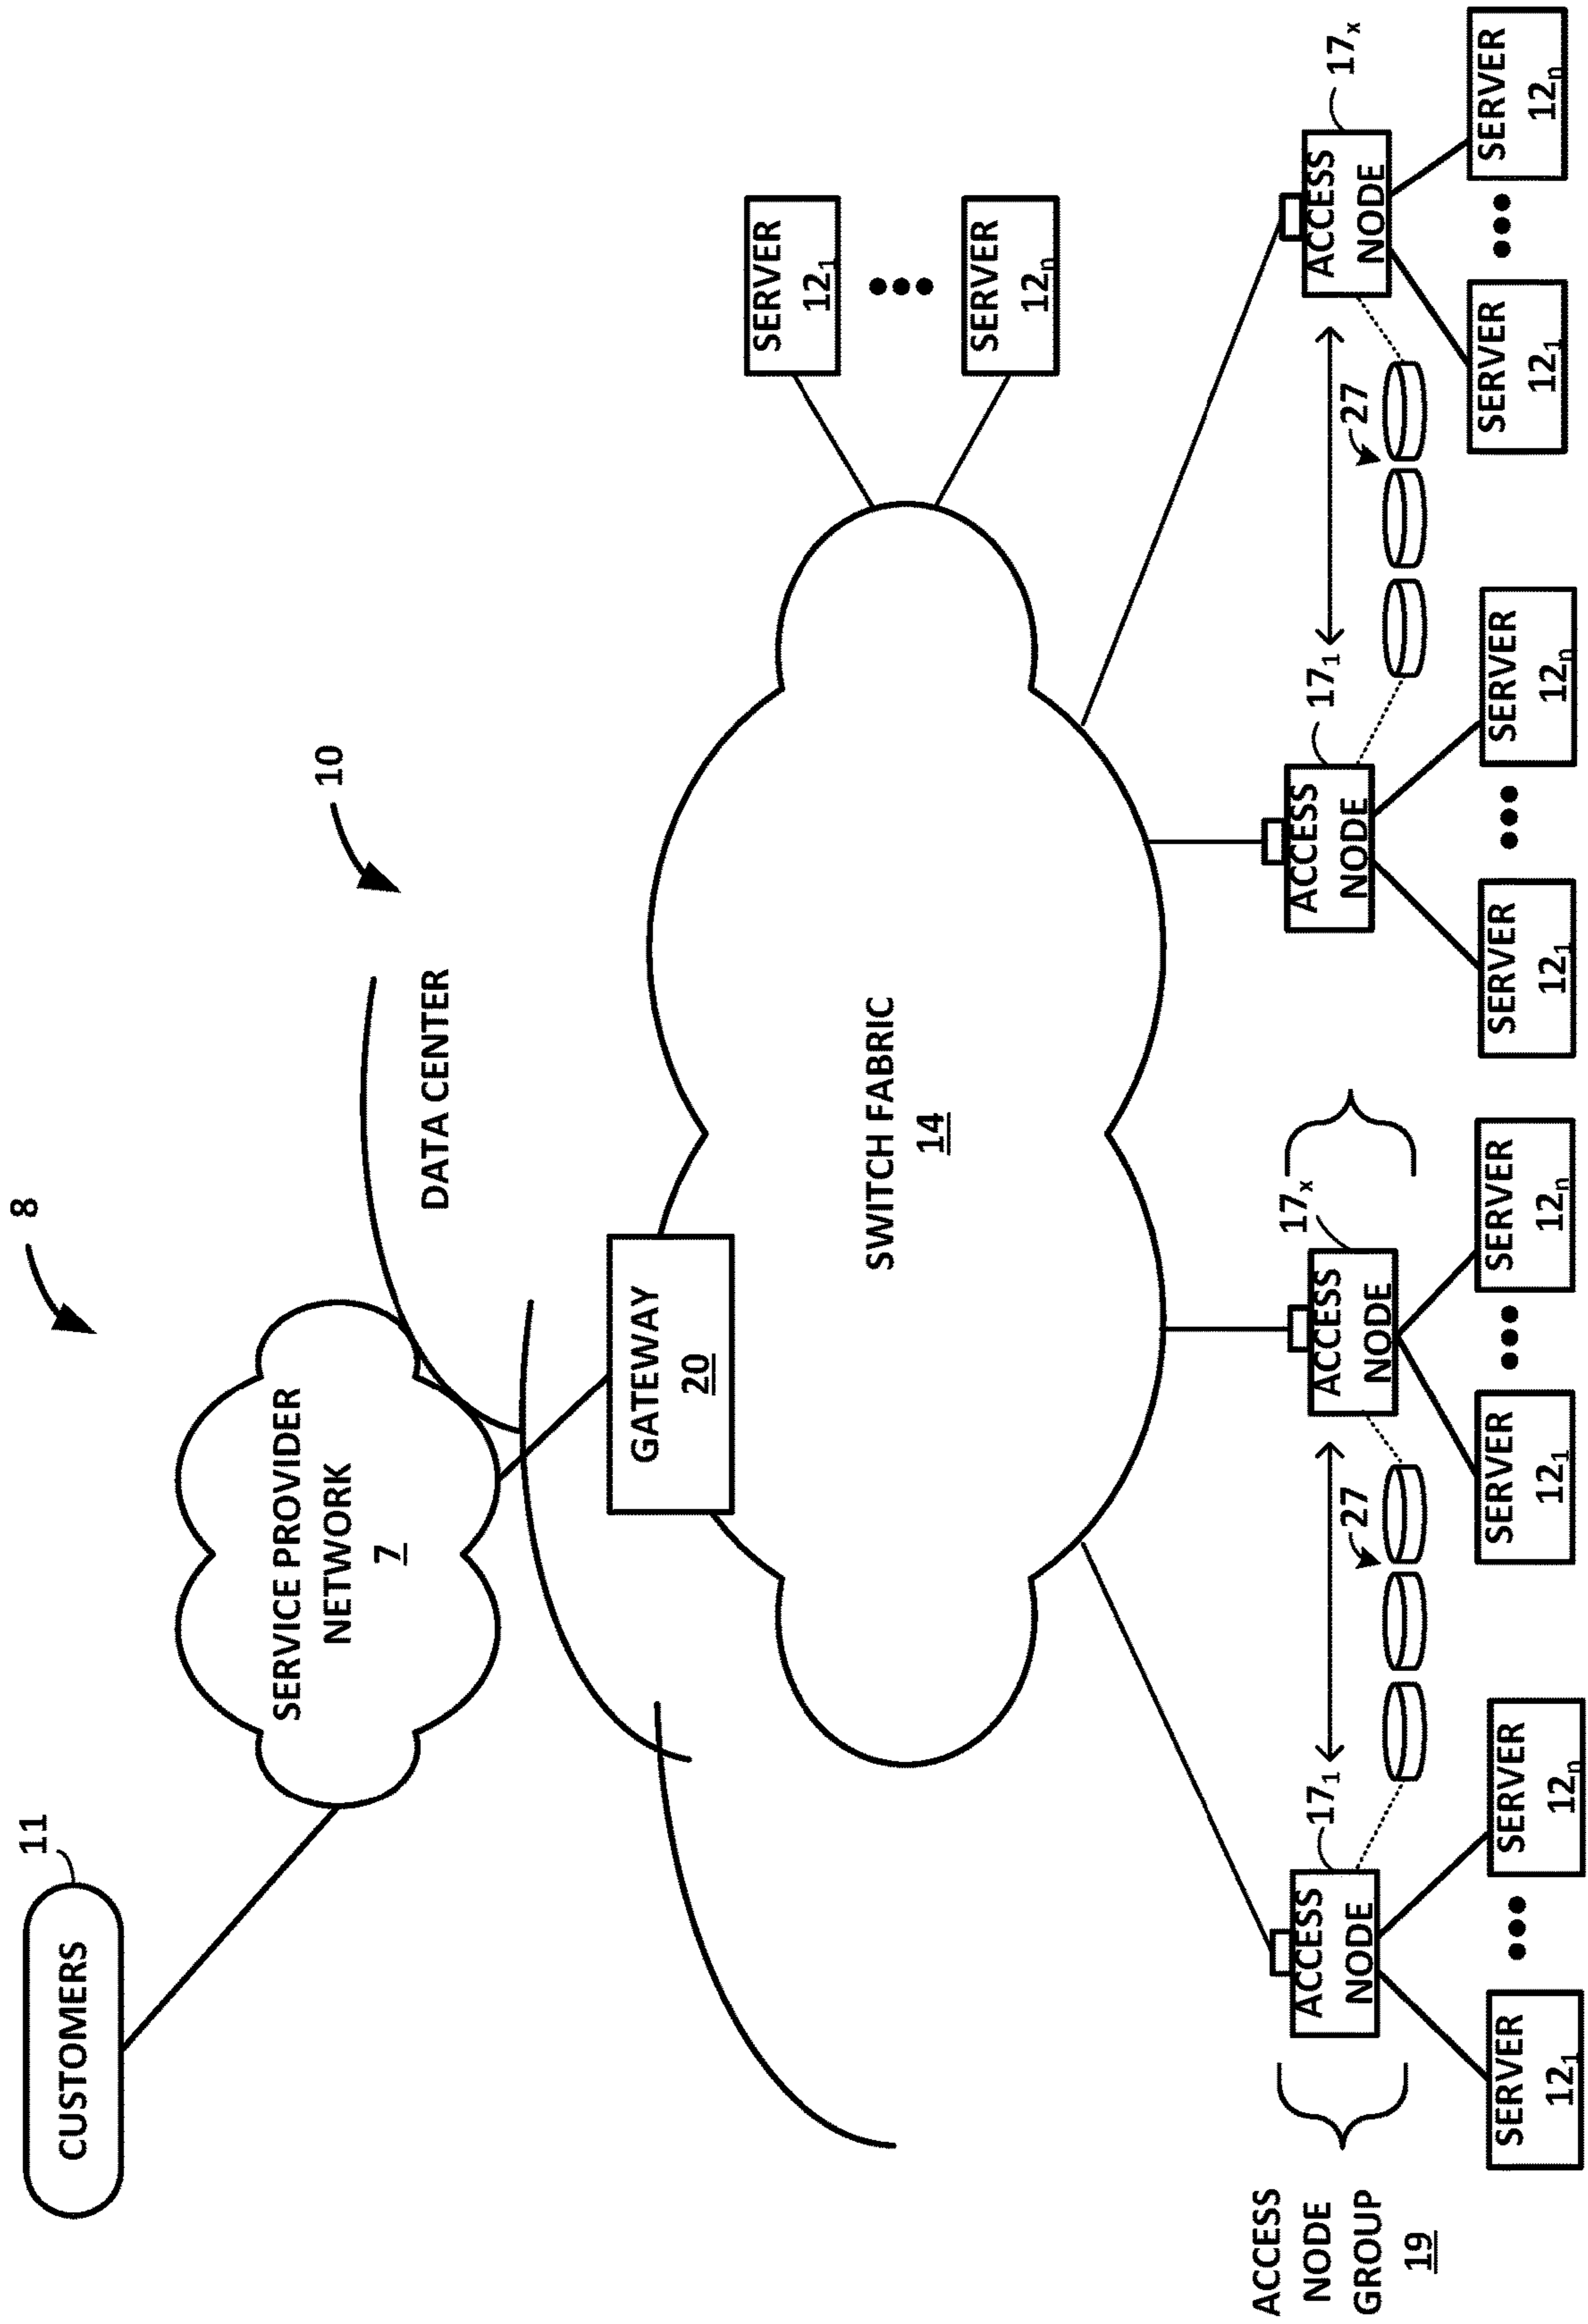 8
CUSTOMERS
11
SERVICE PROVIDER
NETWORK
7
10
DATA CENTER
GATEWAY
20
SWITCH FABRIC
14
SERVER
12₁
SERVER
12ₙ
ACCESS
NODE
GROUP
19
ACCESS
NODE
17₁
27
ACCESS
NODE
17ₓ
ACCESS
NODE
17₁
27
ACCESS
NODE
17ₓ
SERVER
12₁
SERVER
12ₙ
SERVER
12₁
SERVER
12ₙ
SERVER
12₁
SERVER
12ₙ
SERVER
12₁
SERVER
12ₙ